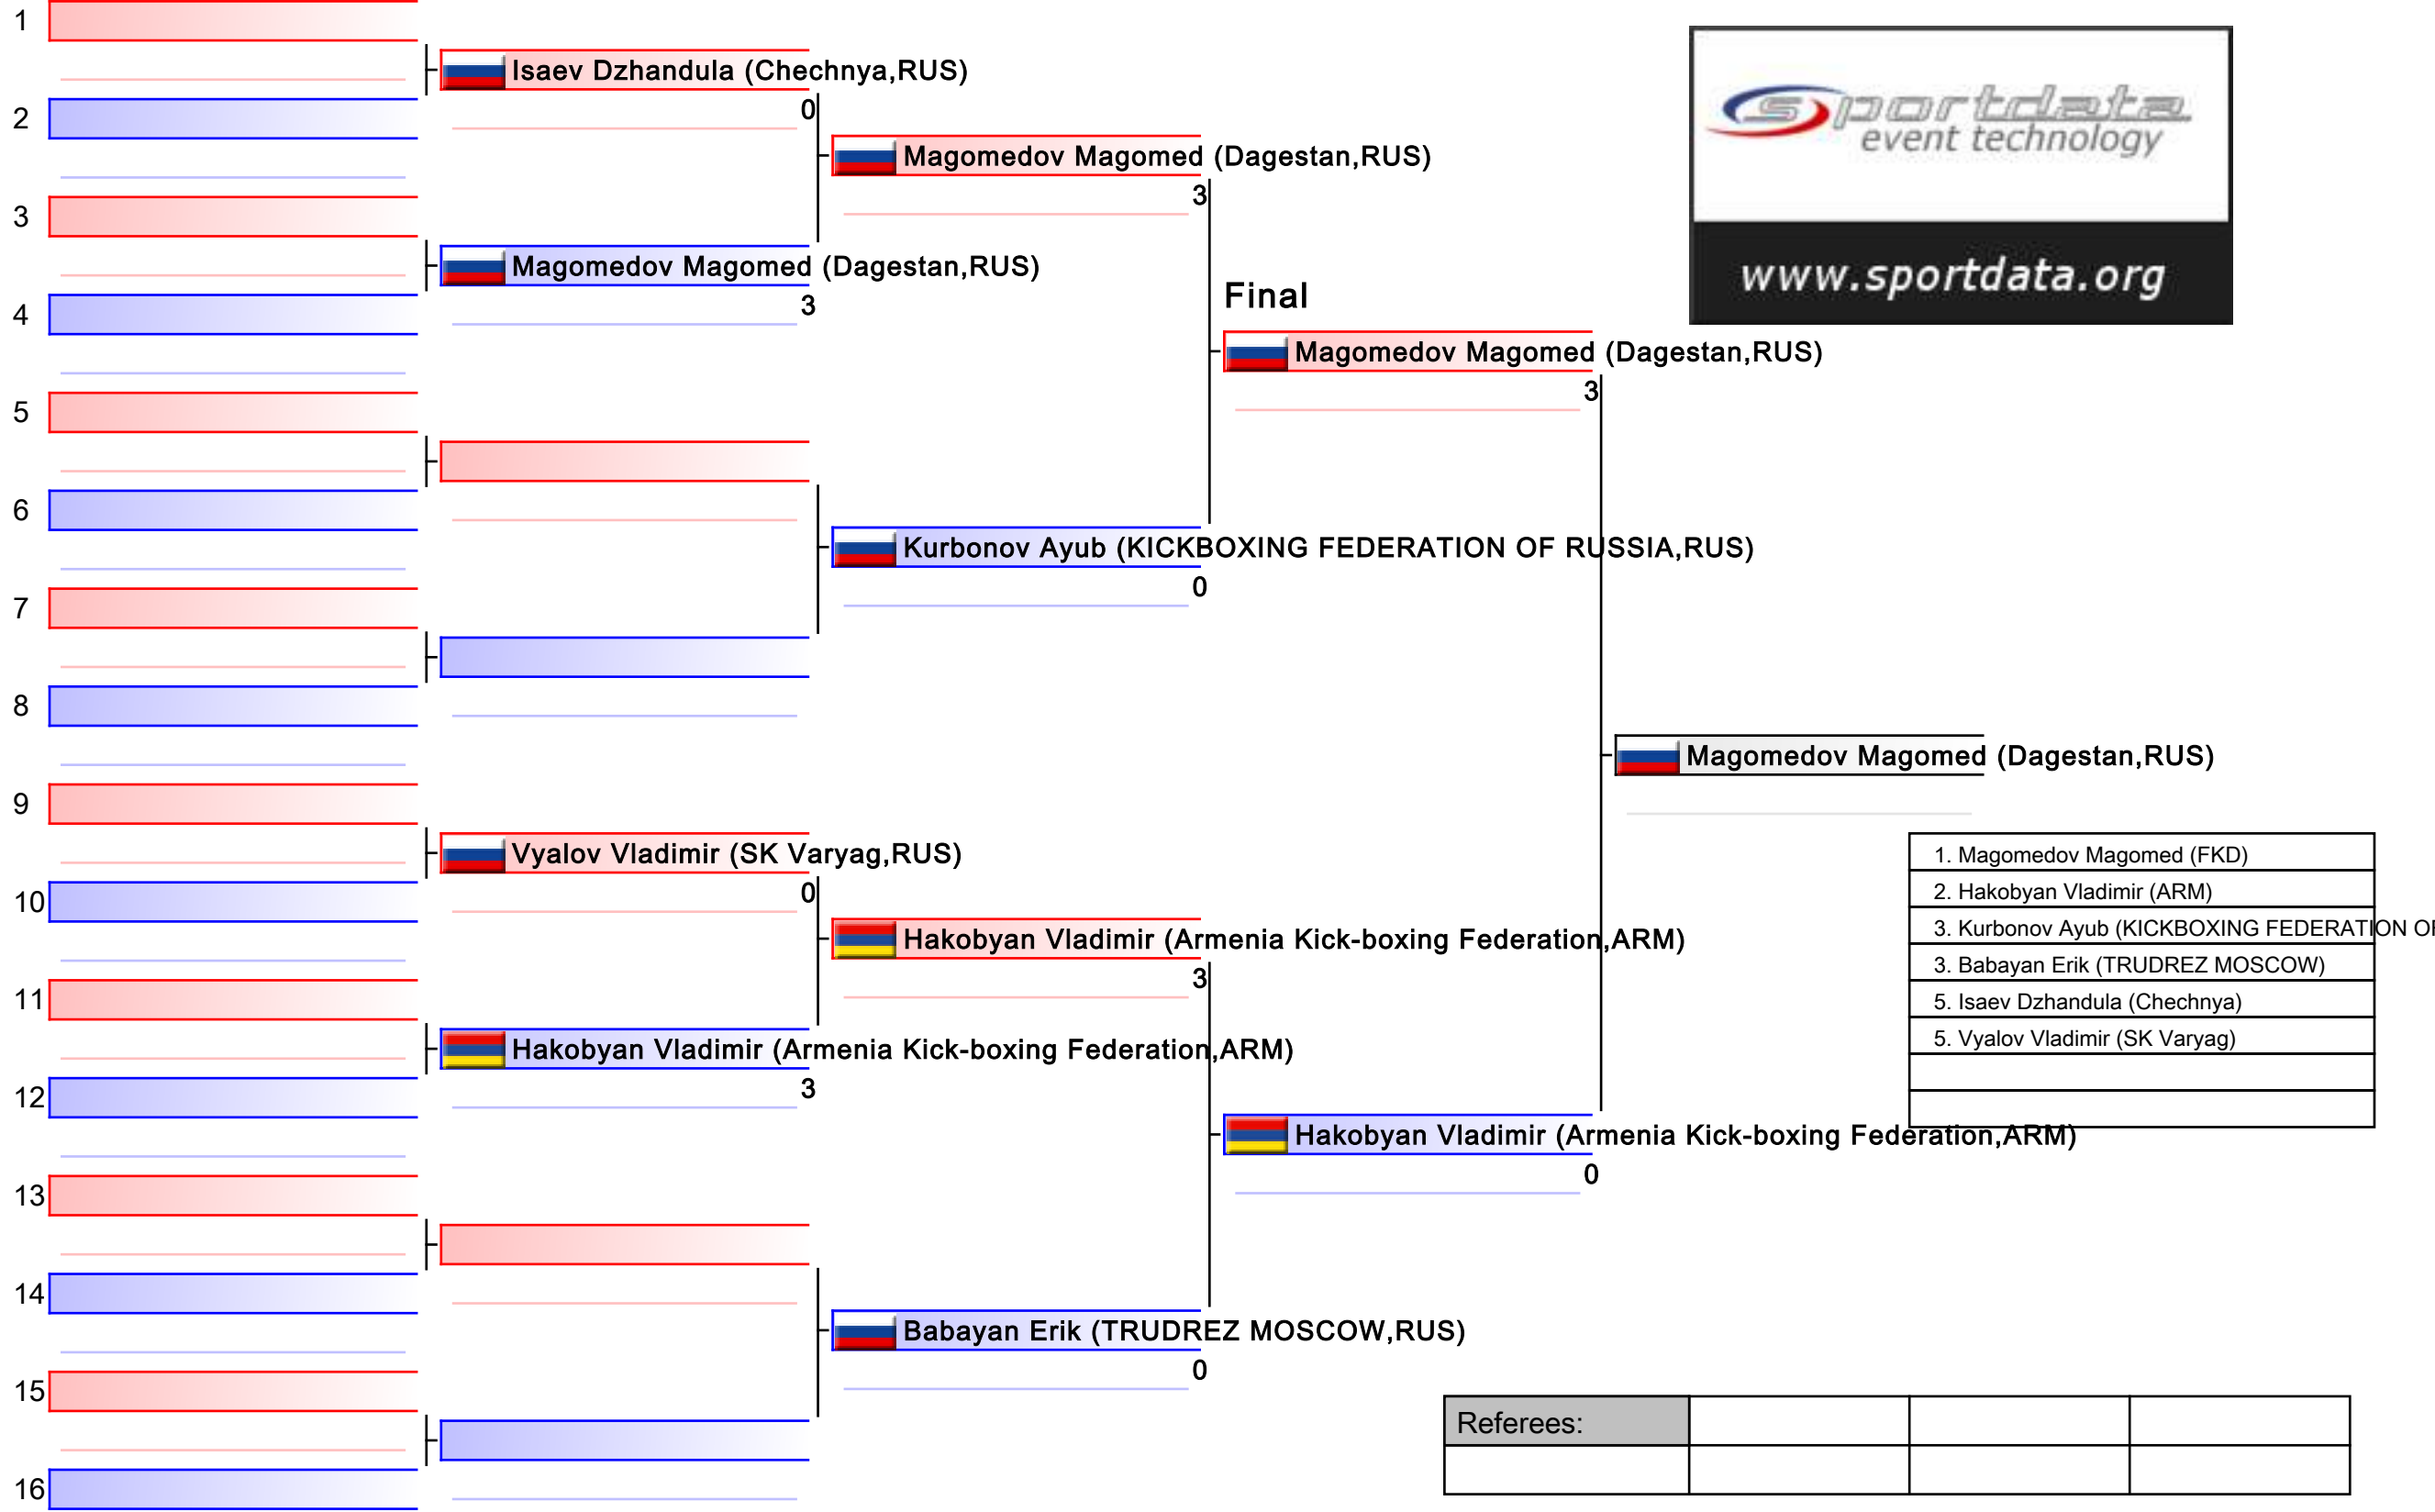 1
Isaev Dzhandula (Chechnya,RUS)
0
2
Magomedov Magomed (Dagestan,RUS)
3
3
Magomedov Magomed (Dagestan,RUS)
3
4
5
6
Kurbonov Ayub (KICKBOXING FEDERATION OF RUSSIA,RUS)
0
7
8
9
Vyalov Vladimir (SK Varyag,RUS)
0
10
Hakobyan Vladimir (Armenia Kick-boxing Federation,ARM)
3
11
Hakobyan Vladimir (Armenia Kick-boxing Federation,ARM)
3
12
13
14
Babayan Erik (TRUDREZ MOSCOW,RUS)
0
15
16
Final
Magomedov Magomed (Dagestan,RUS)
3
Hakobyan Vladimir (Armenia Kick-boxing Federation,ARM)
0
Magomedov Magomed (Dagestan,RUS)
sportdata
event technology
www.sportdata.org
1. Magomedov Magomed (FKD)
2. Hakobyan Vladimir (ARM)
3. Kurbonov Ayub (KICKBOXING FEDERATION OF
3. Babayan Erik (TRUDREZ MOSCOW)
5. Isaev Dzhandula (Chechnya)
5. Vyalov Vladimir (SK Varyag)
Referees: